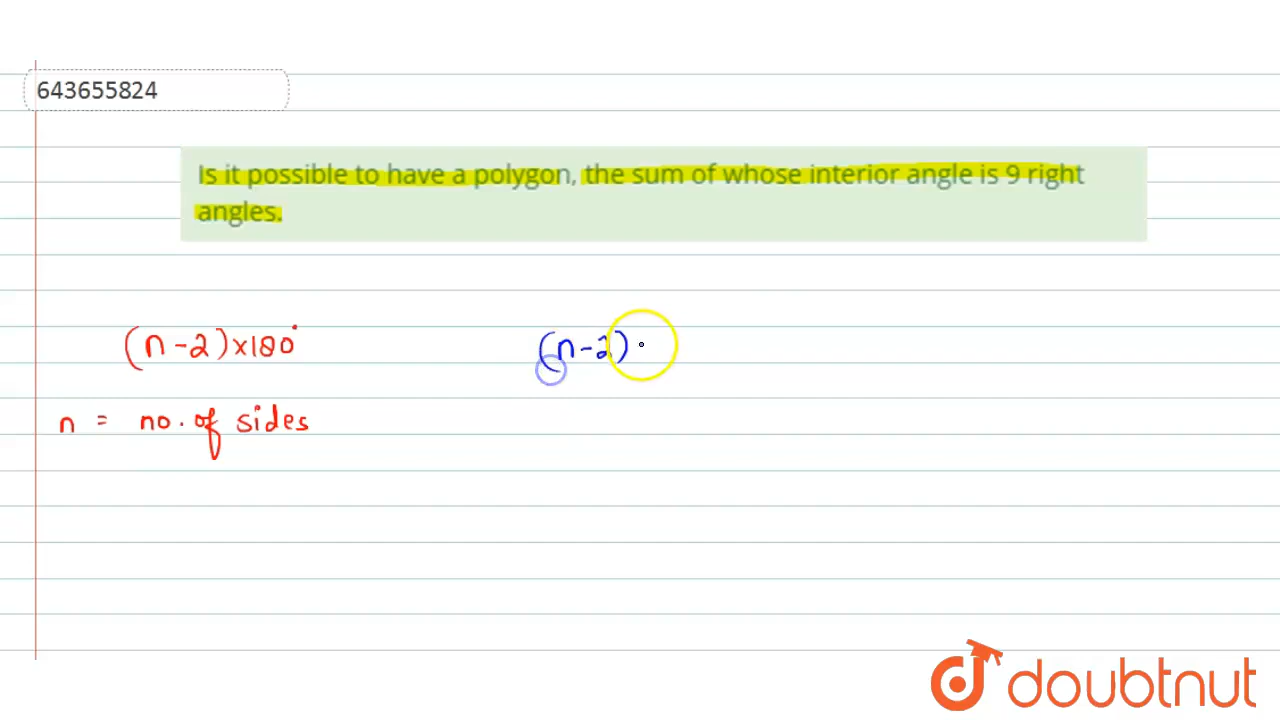 643655824
Is it possible to have a polygon, the sum of whose interior angle is 9 right
angles.
(n-2)×180° (n-2)·
n = no. of sides
doubtnut